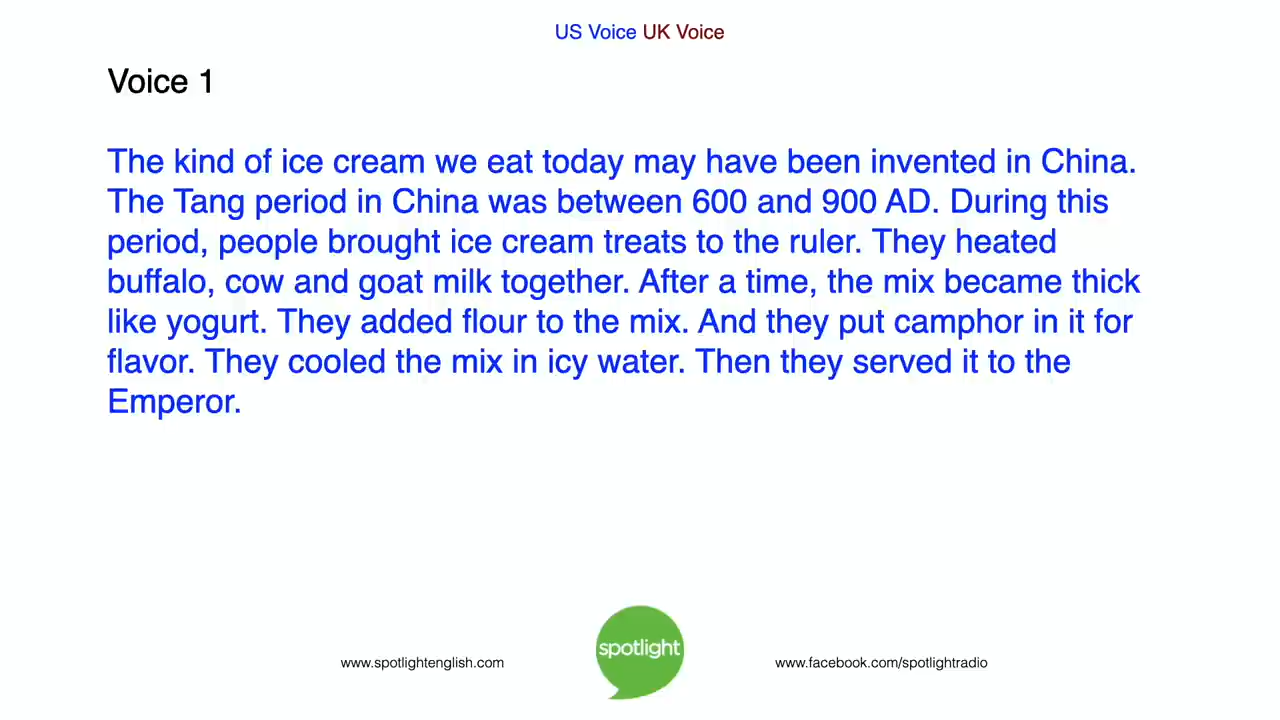 US Voice UK Voice
Voice 1
The kind of ice cream we eat today may have been invented in China.
The Tang period in China was between 600 and 900 AD. During this
period, people brought ice cream treats to the ruler. They heated
buffalo, cow and goat milk together. After a time, the mix became thick
like yogurt. They added flour to the mix. And they put camphor in it for
flavor. They cooled the mix in icy water. Then they served it to the
Emperor.
spotlight
www.spotlightenglish.com
www.facebook.com/spotlightradio